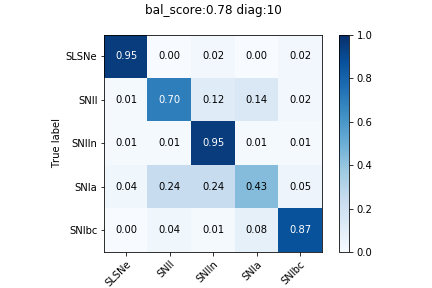 bal_score:0.78 diag:10
True label
SLSNe 0.95 0.00 0.02 0.00 0.02
SNII 0.01 0.70 0.12 0.14 0.02
SNIIn 0.01 0.01 0.95 0.01 0.01
SNIa 0.04 0.24 0.24 0.43 0.05
SNIbc 0.00 0.04 0.01 0.08 0.87
SLSNe SNII SNIIn SNIa SNIbc
1.0
0.8
0.6
0.4
0.2
0.0